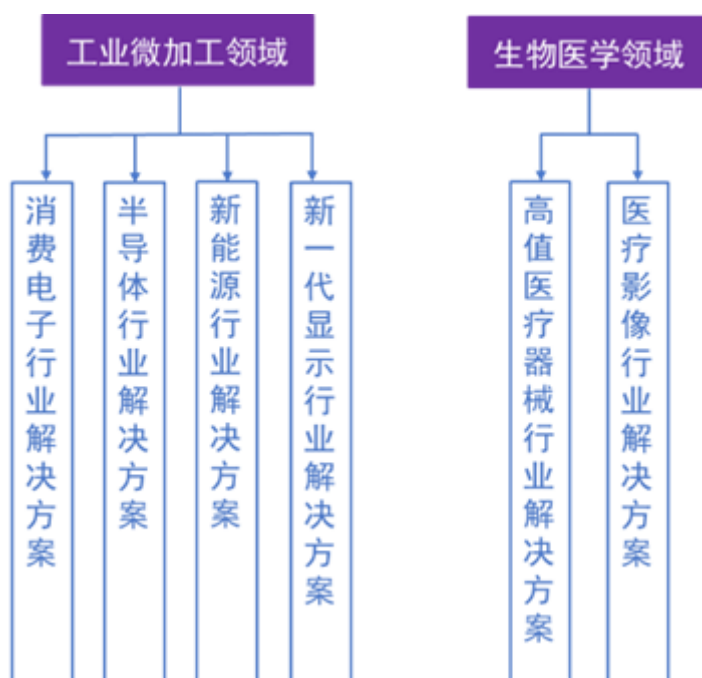 工业微加工领域
生物医学领域
消费电子行业解决方案
半导体行业解决方案
新能源行业解决方案
新一代显示行业解决方案
高值医疗器械行业解决方案
医疗影像行业解决方案